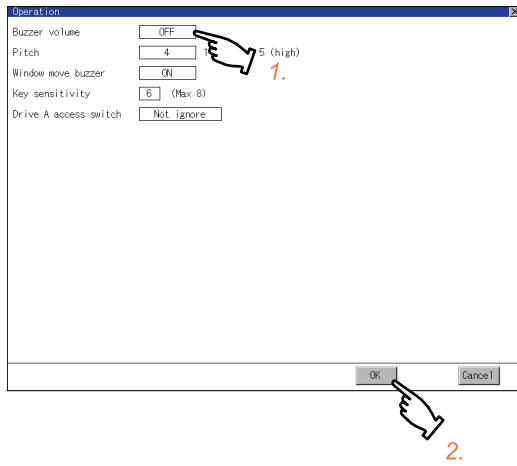 Operation
Buzzer volume OFF
Pitch 4 1 5 (high)
1.
Window move buzzer ON
Key sensitivity 6 (Max 8)
Drive A access switch Not ignore
OK Cancel
2.